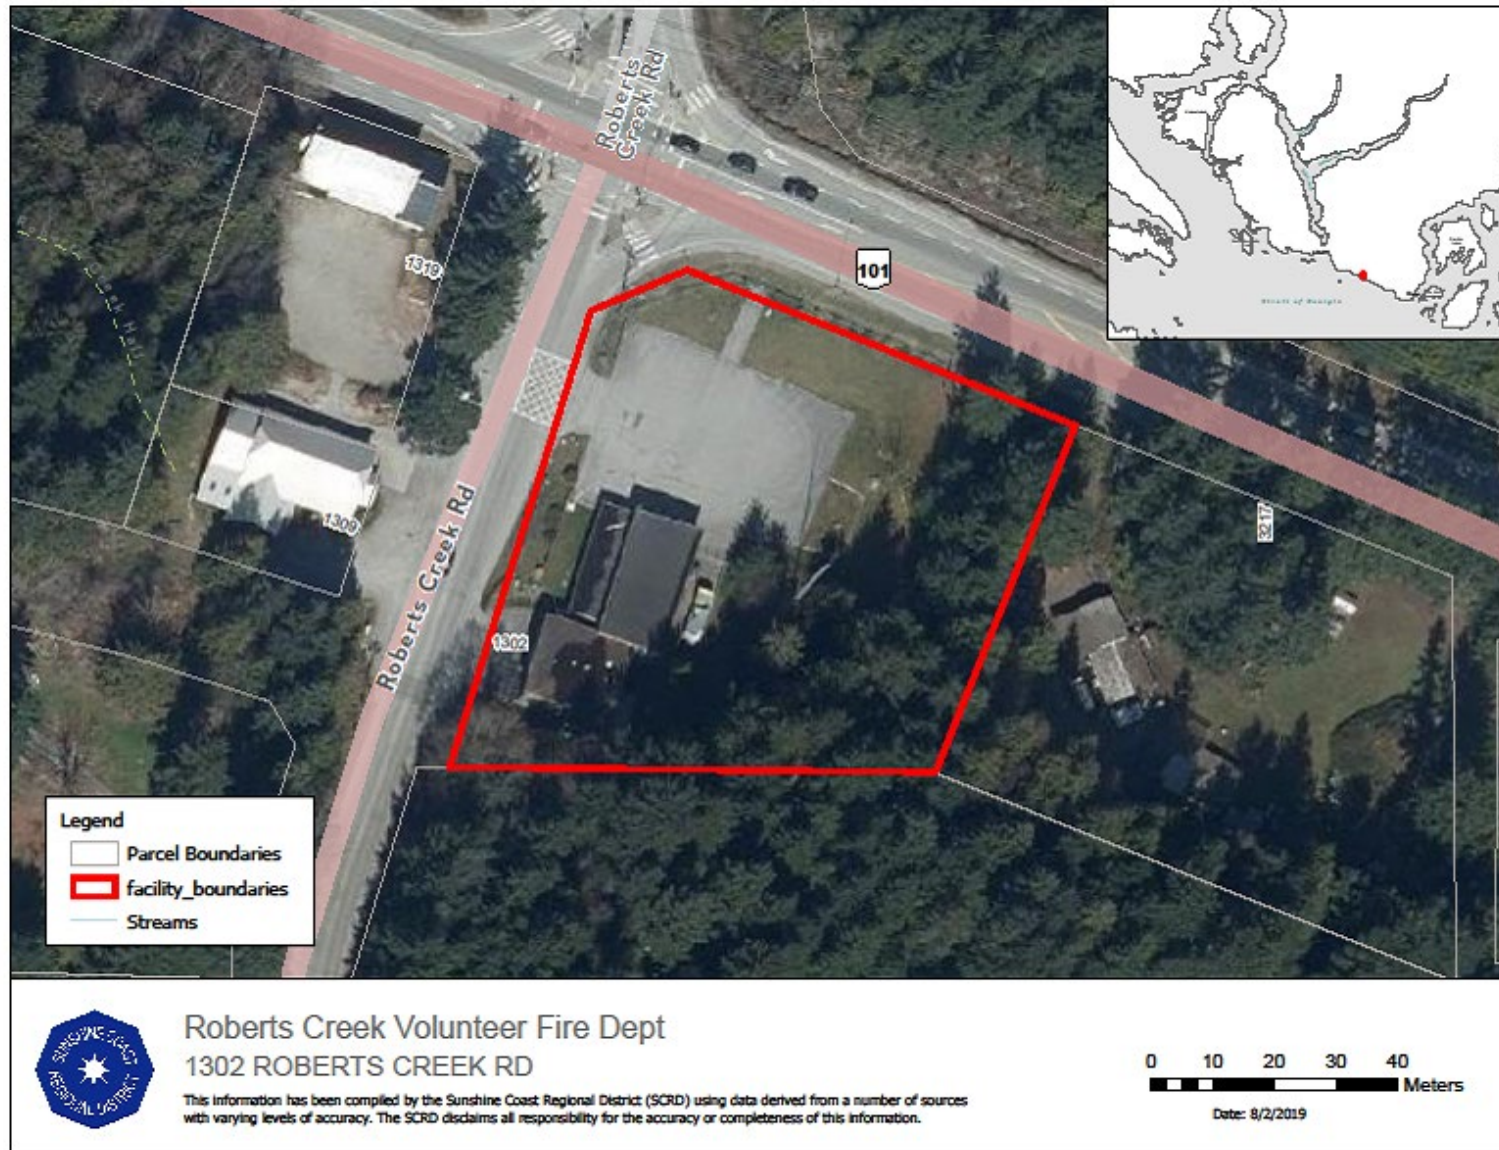 Roberts
Creek Rd
101
1319
1309
Roberts Creek Rd
1302
3217
Strait of Georgia
Legend
Parcel Boundaries
facility_boundaries
Streams
SUNSHINE COAST
REGIONAL DISTRICT
Roberts Creek Volunteer Fire Dept
1302 ROBERTS CREEK RD
This information has been compiled by the Sunshine Coast Regional District (SCRD) using data derived from a number of sources
with varying levels of accuracy. The SCRD disclaims all responsibility for the accuracy or completeness of this information.
0 10 20 30 40
Meters
Date: 8/2/2019